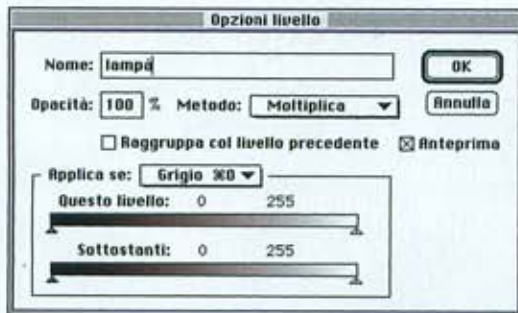 Opzioni livello
Nome: lampa OK
Opacità: 100 % Metodo: Moltiplica Annulla
Raggruppa col livello precedente Anteprima
Applica se: Grigio ⌘0
Questo livello: 0 255
Sottostanti: 0 255